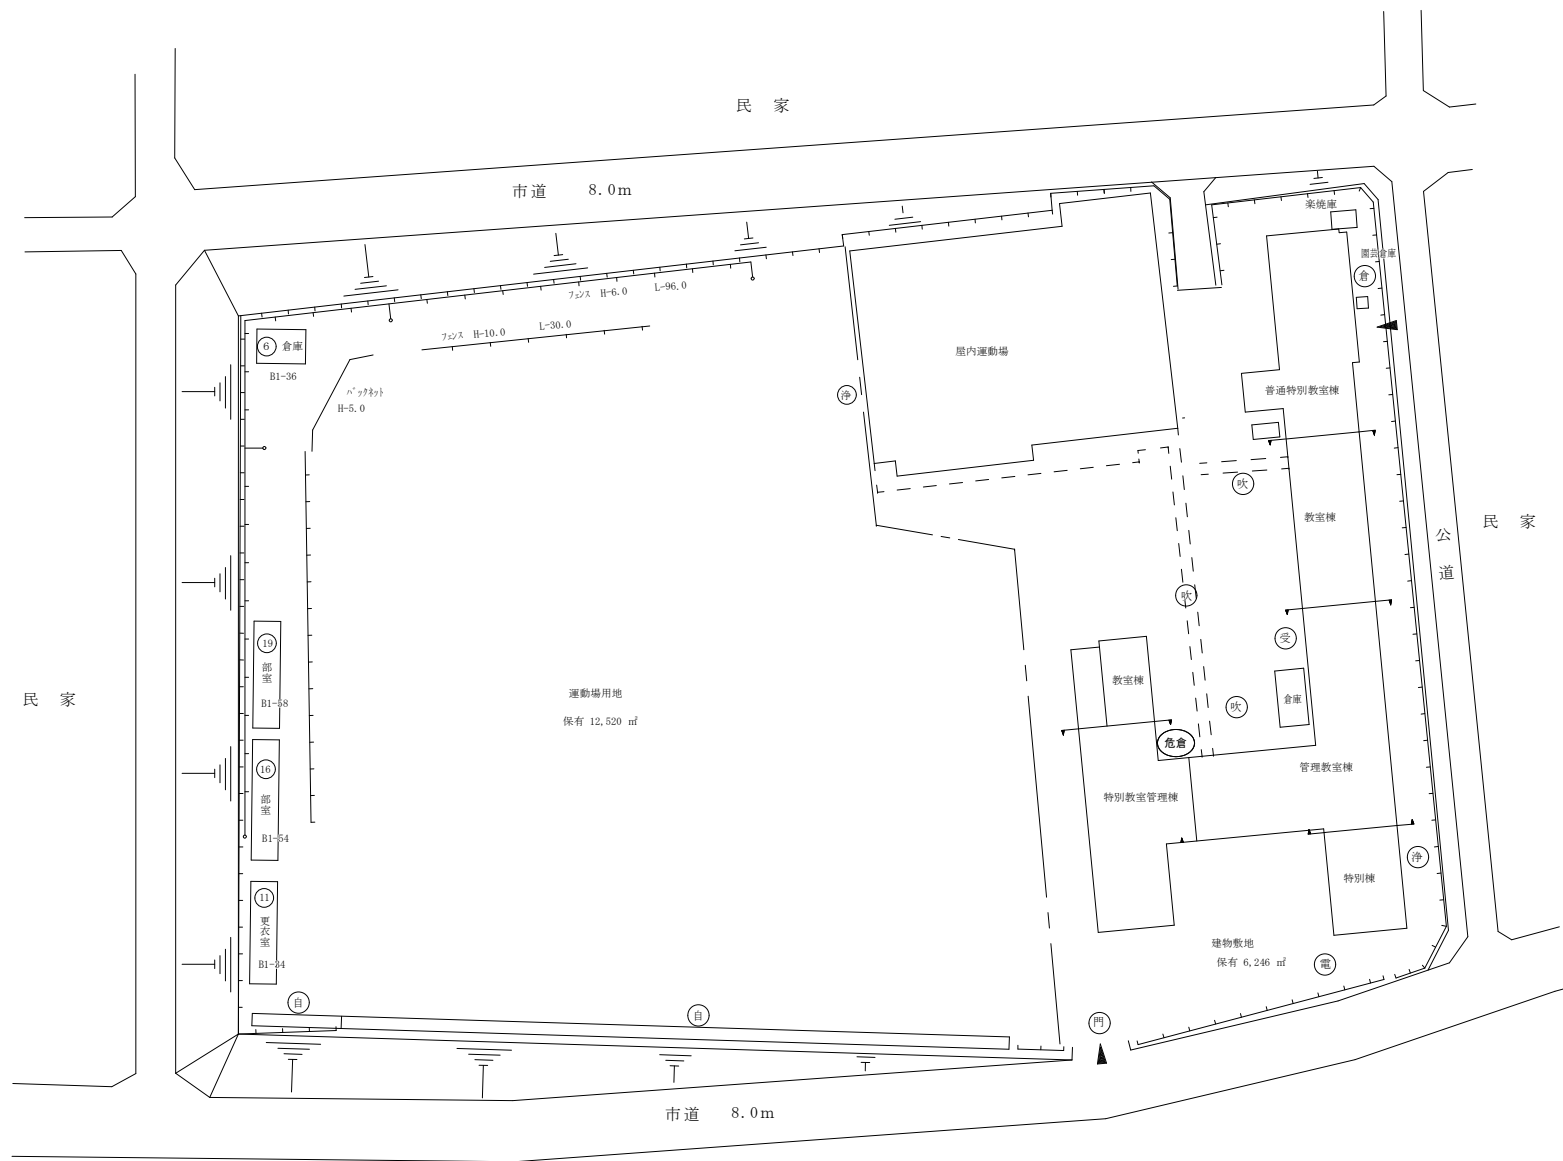 民 家
市道 8.0m
楽焼庫
園芸倉庫
倉
ﾌｪﾝｽ H-6.0 L-96.0
ﾌｪﾝｽ H-10.0 L-30.0
6 倉庫
B1-36
ﾊﾞｯｸﾈｯﾄ
H-5.0
屋内運動場
浄
普通特別教室棟
吹
教室棟
公道
民 家
吹
受
19
部室
B1-58
民 家
運動場用地
保有 12,520 ㎡
教室棟
倉庫
吹
危倉
管理教室棟
16
部室
B1-54
特別教室管理棟
浄
特別棟
11
更衣室
B1-34
建物敷地
保有 6,246 ㎡
電
自
自
門
市道 8.0m